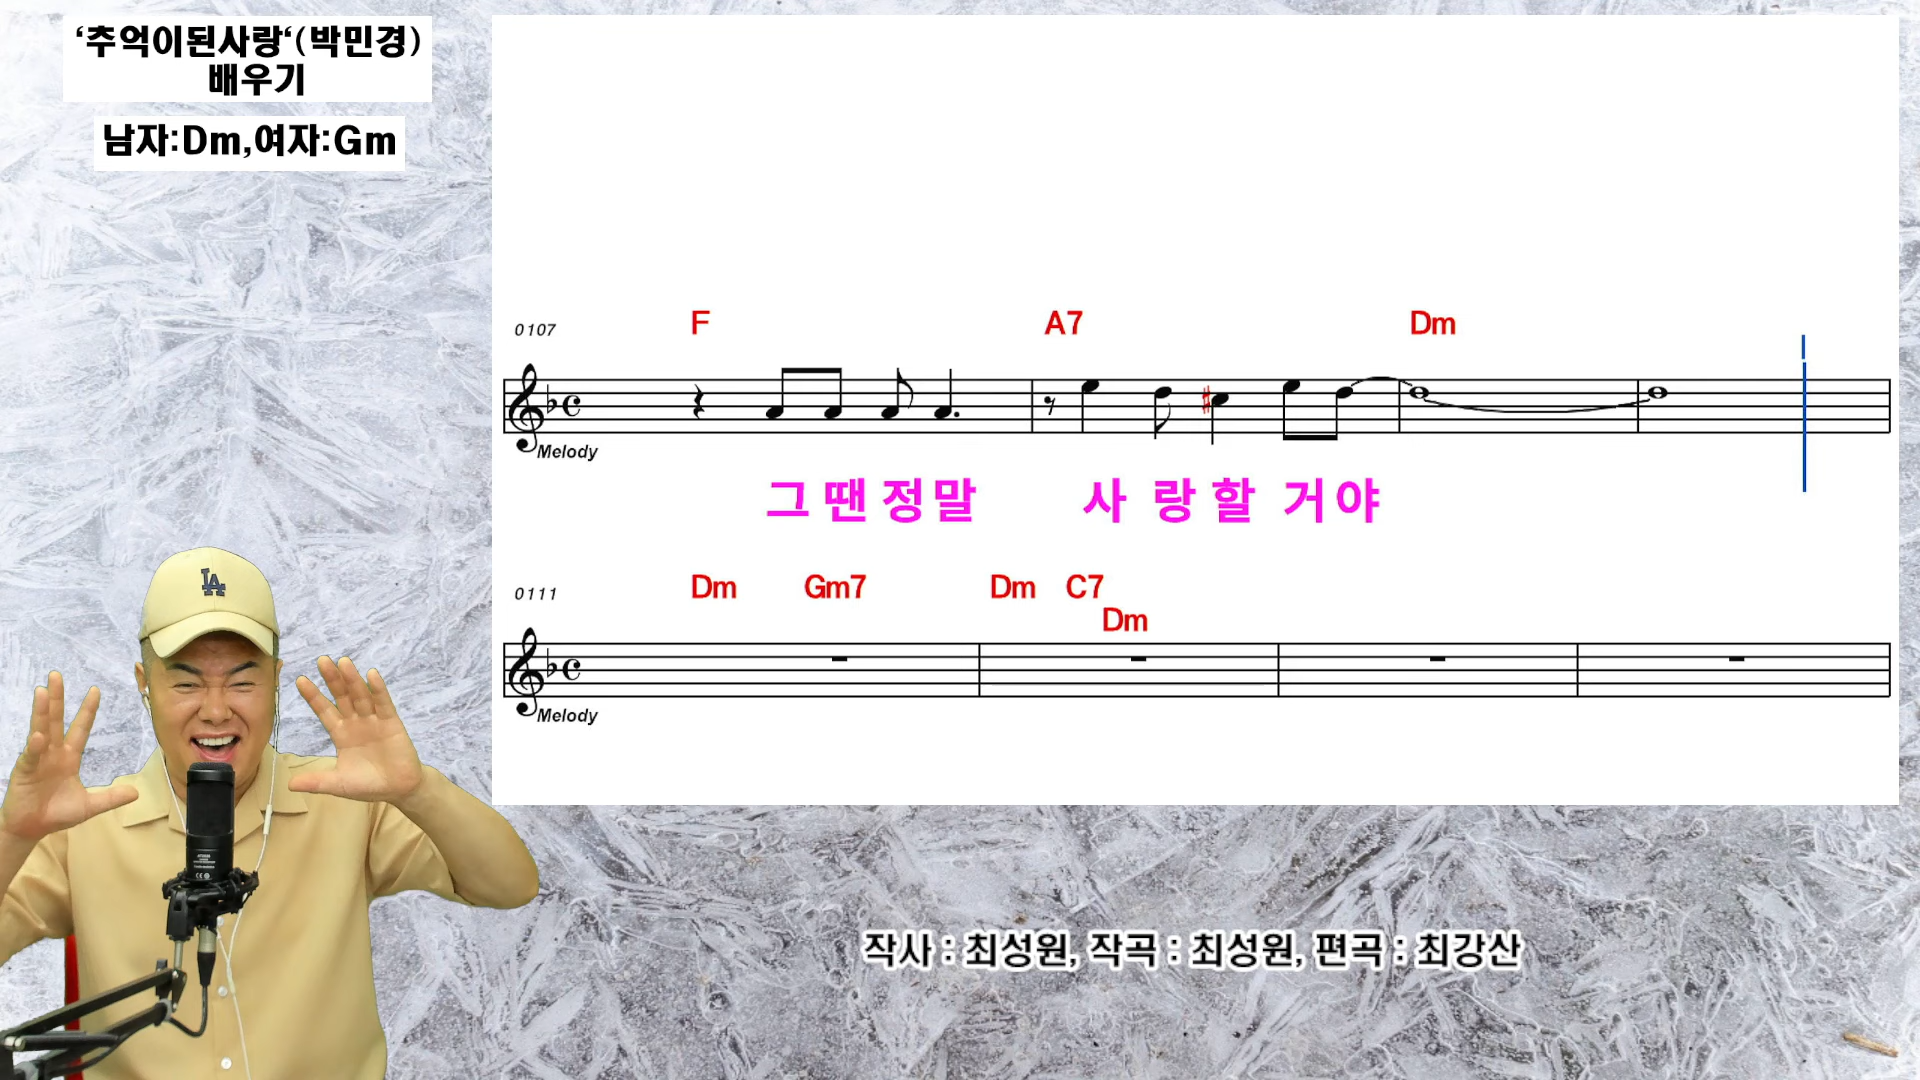 ‘추억이된사랑‘(박민경)
배우기
남자:Dm,여자:Gm
0107 F A7 Dm
Melody
그 땐 정 말 사 랑 할 거 야
0111 Dm Gm7 Dm C7
Dm
Melody
LA
작사 : 최성원, 작곡 : 최성원, 편곡 : 최강산